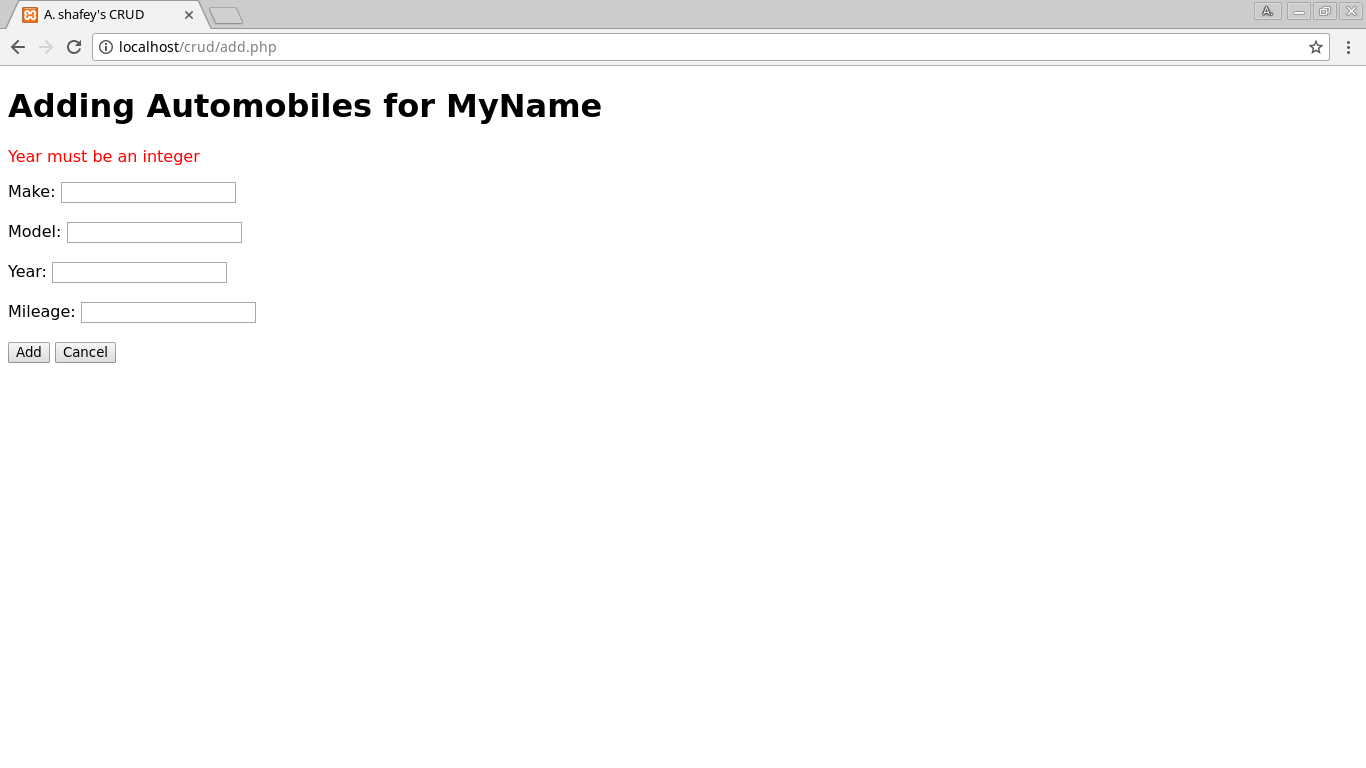 A. shafey's CRUD
A.
localhost/crud/add.php
Adding Automobiles for MyName
Year must be an integer
Make:
Model:
Year:
Mileage:
Add Cancel